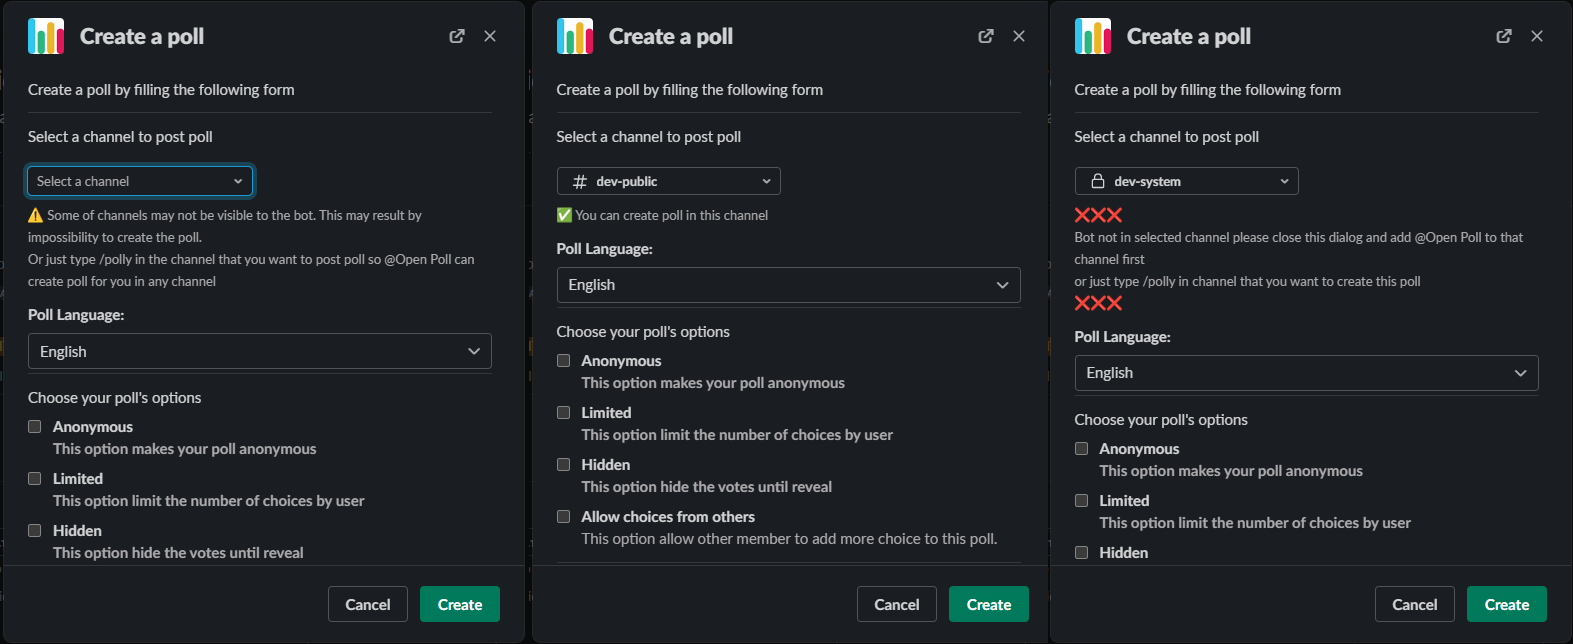 Create a poll
Create a poll by filling the following form
Select a channel to post poll
Select a channel
⚠️ Some of channels may not be visible to the bot. This may result by
impossibility to create the poll.
Or just type /polly in the channel that you want to post poll so @Open Poll can
create poll for you in any channel
Poll Language:
English
Choose your poll's options
Anonymous
This option makes your poll anonymous
Limited
This option limit the number of choices by user
Hidden
This option hide the votes until reveal
Cancel
Create
Create a poll
Create a poll by filling the following form
Select a channel to post poll
# dev-public
✅ You can create poll in this channel
Poll Language:
English
Choose your poll's options
Anonymous
This option makes your poll anonymous
Limited
This option limit the number of choices by user
Hidden
This option hide the votes until reveal
Allow choices from others
This option allow other member to add more choice to this poll.
Cancel
Create
Create a poll
Create a poll by filling the following form
Select a channel to post poll
dev-system
❌❌❌
Bot not in selected channel please close this dialog and add @Open Poll to that
channel first
or just type /polly in channel that you want to create this poll
❌❌❌
Poll Language:
English
Choose your poll's options
Anonymous
This option makes your poll anonymous
Limited
This option limit the number of choices by user
Hidden
Cancel
Create